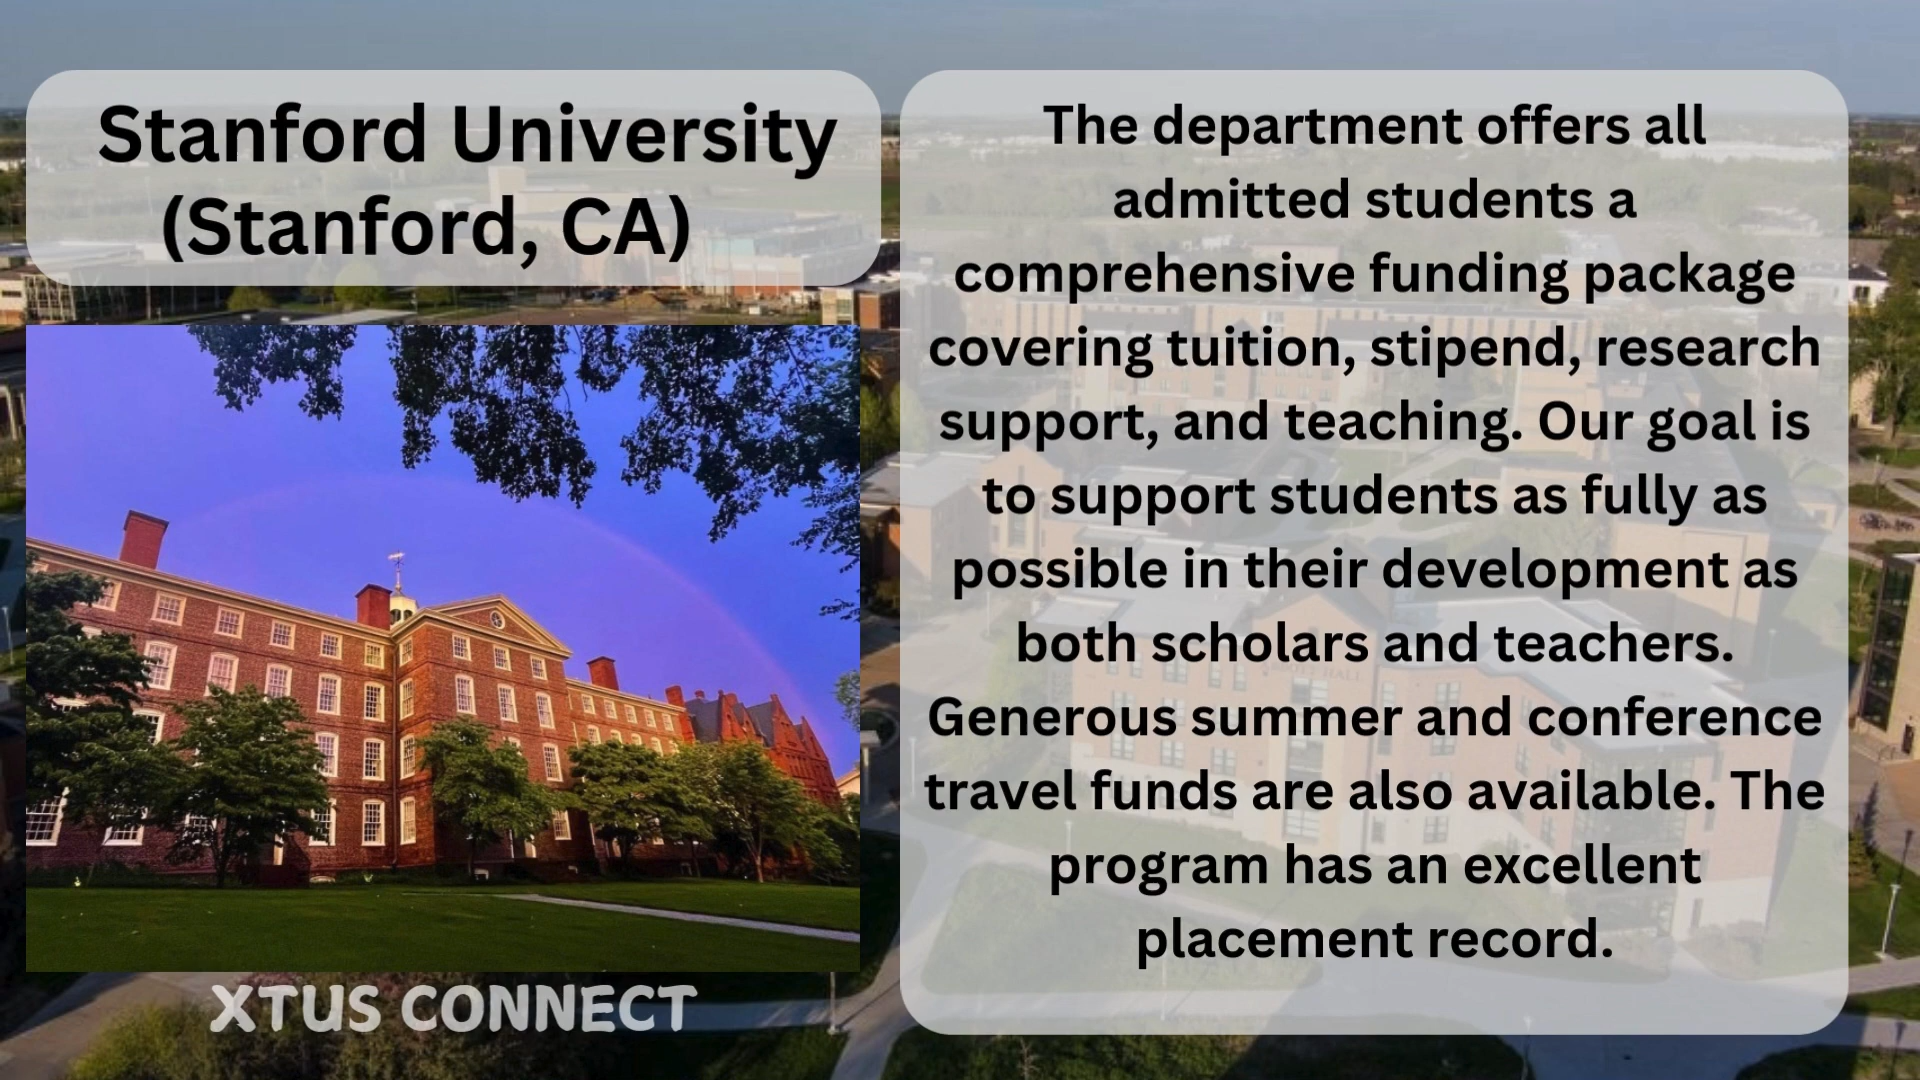 Stanford University
(Stanford, CA)
The department offers all
admitted students a
comprehensive funding package
covering tuition, stipend, research
support, and teaching. Our goal is
to support students as fully as
possible in their development as
both scholars and teachers.
Generous summer and conference
travel funds are also available. The
program has an excellent
placement record.
XTUS CONNECT